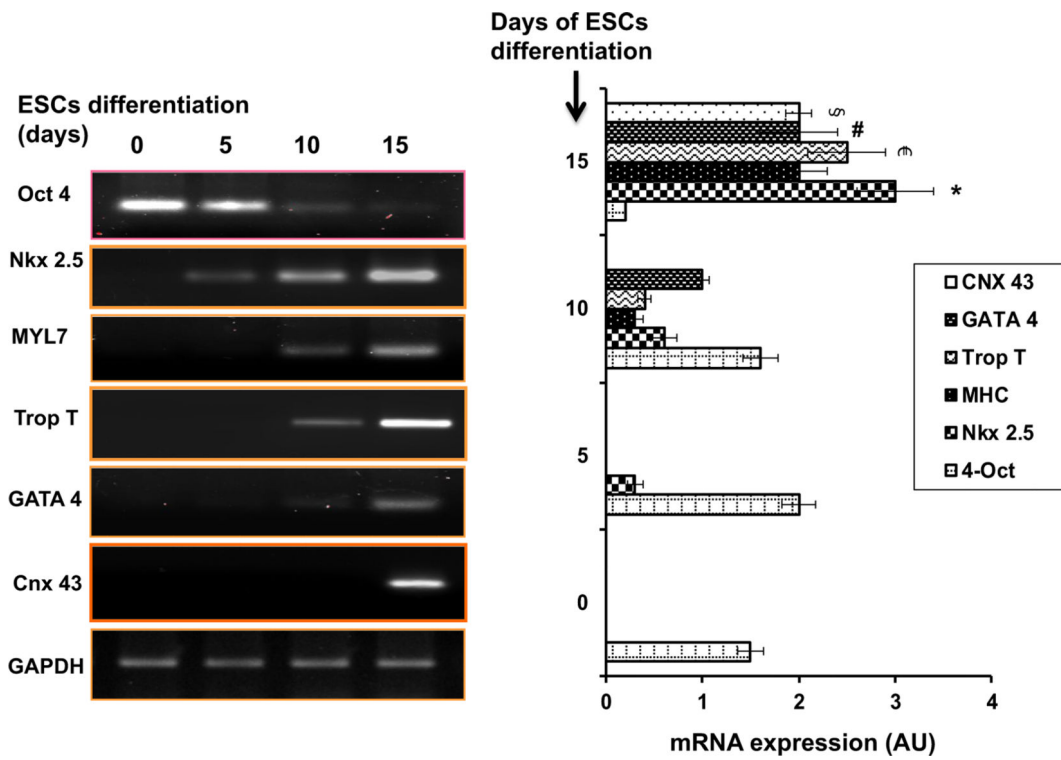 ESCs differentiation
(days)
0 5 10 15
Oct 4
Nkx 2.5
MYL7
Trop T
GATA 4
Cnx 43
GAPDH
Days of ESCs
differentiation
15
10
5
0
§
#
€
*
0 1 2 3 4
mRNA expression (AU)
CNX 43
GATA 4
Trop T
MHC
Nkx 2.5
4-Oct